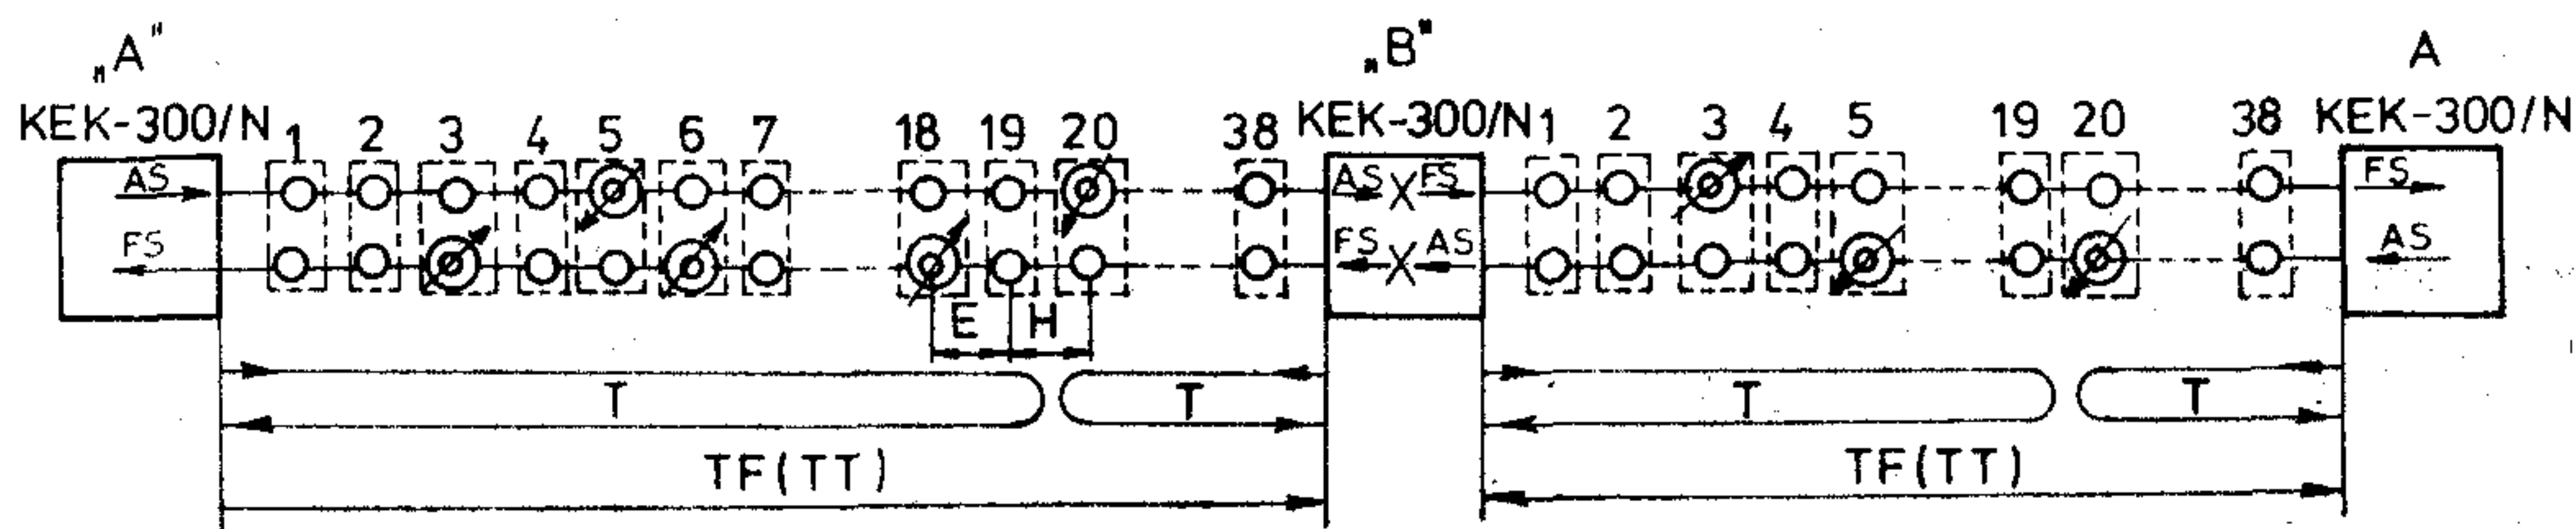 „A" „B" A
KEK-300/N 1 2 3 4 5 6 7 18 19 20 38 KEK-300/N 1 2 3 4 5 19 20 38 KEK-300/N
AS AS X FS FS
FS FS X AS AS
E H
T T T T
TF(TT) TF(TT)